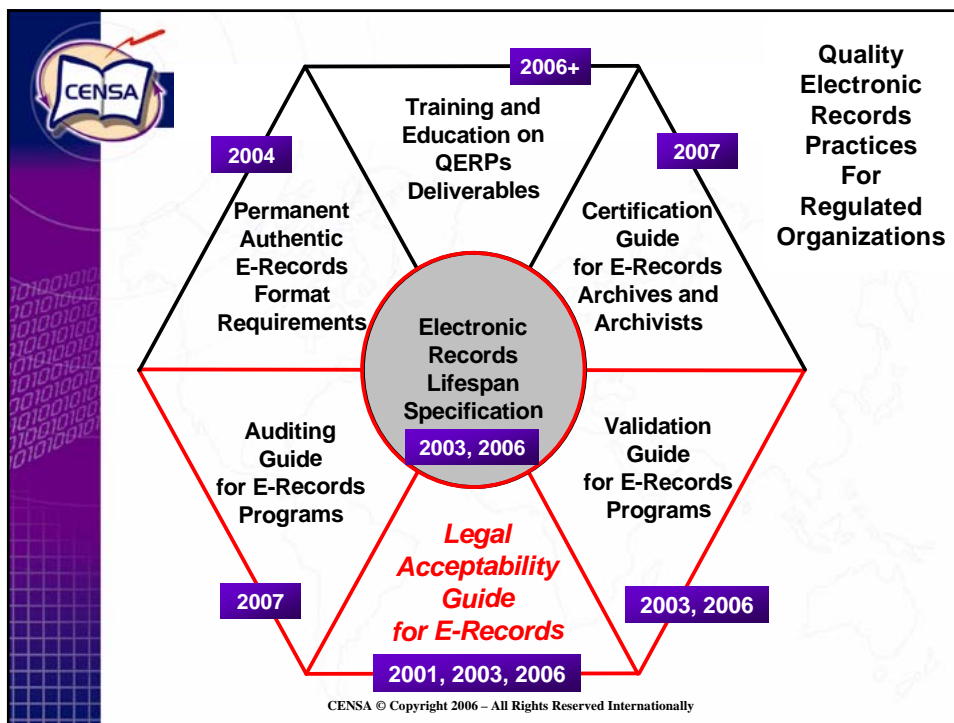 CENSA
Quality
Electronic
Records
Practices
For
Regulated
Organizations
2006+
Training and
Education on
QERPs
Deliverables
2004
Permanent
Authentic
E-Records
Format
Requirements
2007
Certification
Guide
for E-Records
Archives and
Archivists
Electronic
Records
Lifespan
Specification
2003, 2006
Auditing
Guide
for E-Records
Programs
2007
Validation
Guide
for E-Records
Programs
2003, 2006
Legal
Acceptability
Guide
for E-Records
2001, 2003, 2006
CENSA © Copyright 2006 – All Rights Reserved Internationally